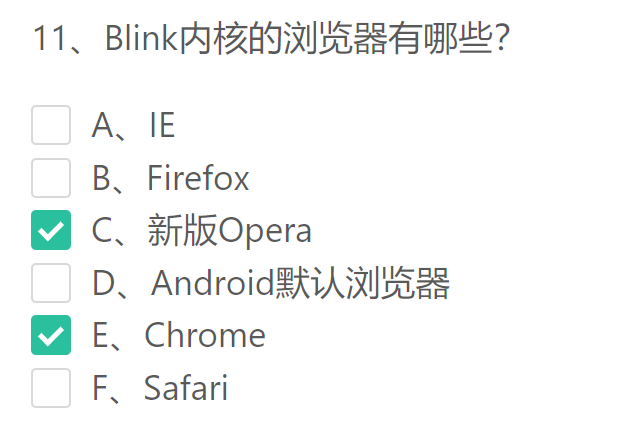 11、Blink内核的浏览器有哪些?
A、IE
B、Firefox
C、新版Opera
D、Android默认浏览器
E、Chrome
F、Safari